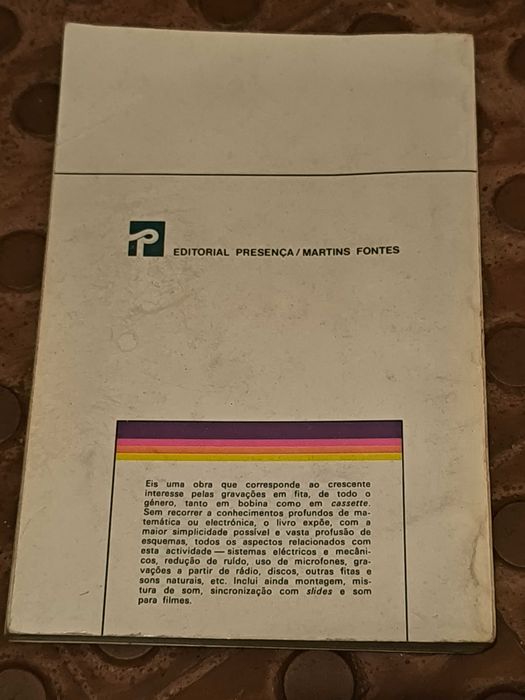 EDITORIAL PRESENÇA / MARTINS FONTES
Eis uma obra que corresponde ao crescente
interesse pelas gravações em fita, de todo o
género, tanto em bobina como em cassette.
Sem recorrer a conhecimentos profundos de ma-
temática ou electrónica, o livro expõe, com a
maior simplicidade possível e vasta profusão de
esquemas, todos os aspectos relacionados com
esta actividade — sistemas eléctricos e mecâni-
cos, redução de ruído, uso de microfones, gra-
vações a partir de rádio, discos, outras fitas e
sons naturais, etc. Inclui ainda montagem, mis-
tura de som, sincronização com slides e som
para filmes.